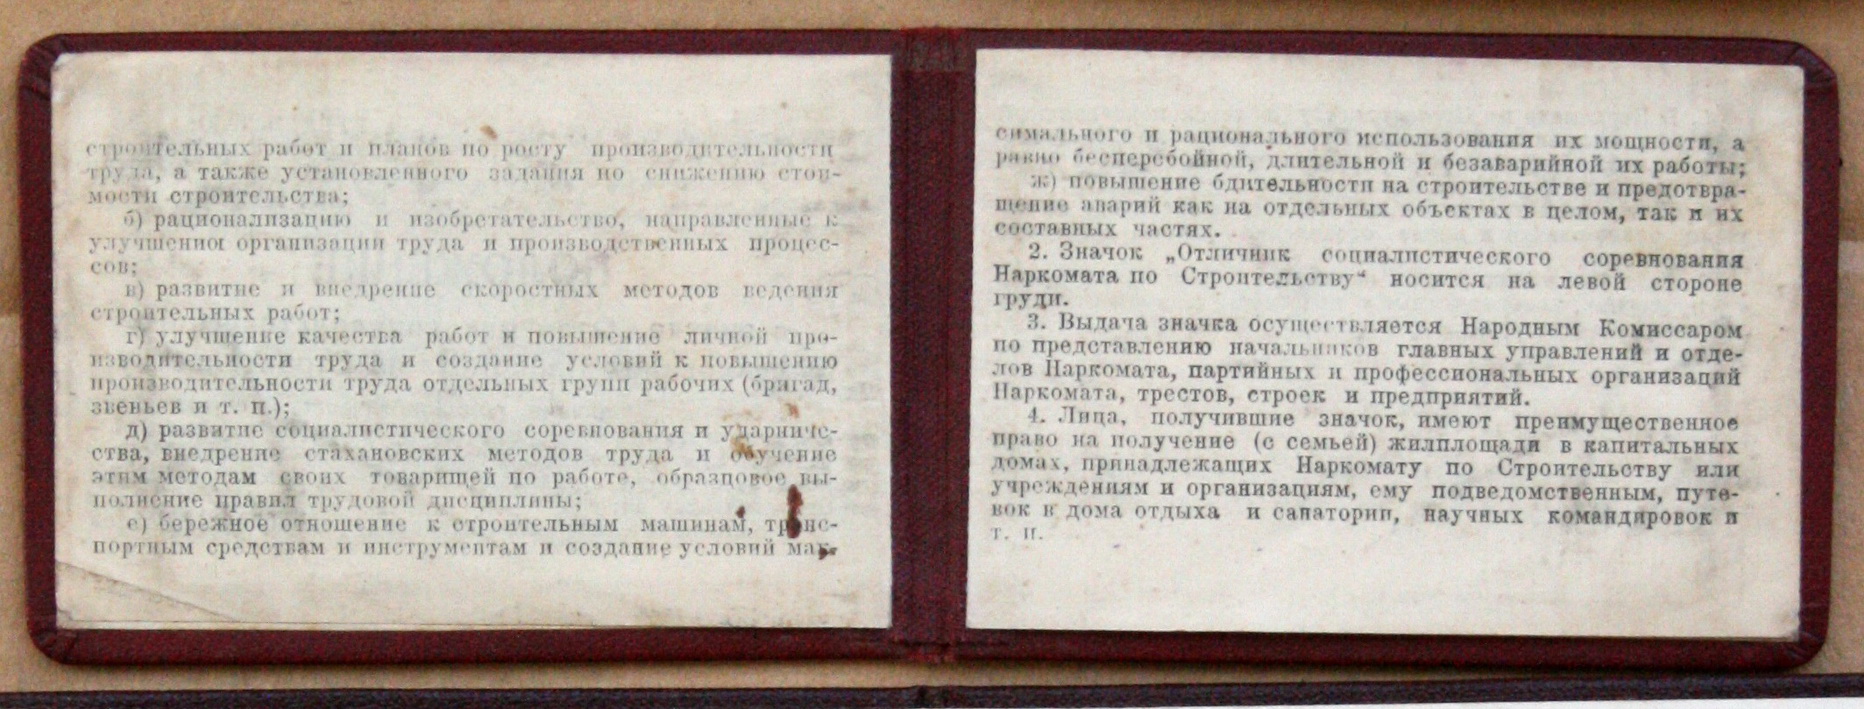 строительных работ и планов по росту производительности
труда, а также установленного задания по снижению стои-
мости строительства;
б) рационализацию и изобретательство, направленные к
улучшению организации труда и производственных процес-
сов;
в) развитие и внедрение скоростных методов ведения
строительных работ;
г) улучшение качества работ и повышение личной про-
изводительности труда и создание условий к повышению
производительности труда отдельных групп рабочих (бригад,
звеньев и т. п.);
д) развитие социалистического соревнования и ударниче-
ства, внедрение стахановских методов труда и обучение
этим методам своих товарищей по работе, образцовое вы-
полнение правил трудовой дисциплины;
е) бережное отношение к строительным машинам, транс-
портным средствам и инструментам и создание условий мак-
симального и рационального использования их мощности, а
равно бесперебойной, длительной и безаварийной их работы;
ж) повышение бдительности на строительстве и предотвра-
щение аварий как на отдельных объектах в целом, так и их
составных частях.
2. Значок „Отличник социалистического соревнования
Наркомата по Строительству“ носится на левой стороне
груди.
3. Выдача значка осуществляется Народным Комиссаром
по представлению начальников главных управлений и отде-
лов Наркомата, партийных и профессиональных организаций
Наркомата, трестов, строек и предприятий.
4. Лица, получившие значок, имеют преимущественное
право на получение (с семьей) жилплощади в капитальных
домах, принадлежащих Наркомату по Строительству или
учреждениям и организациям, ему подведомственным, путе-
вок в дома отдыха и санатории, научных командировок и
т. п.